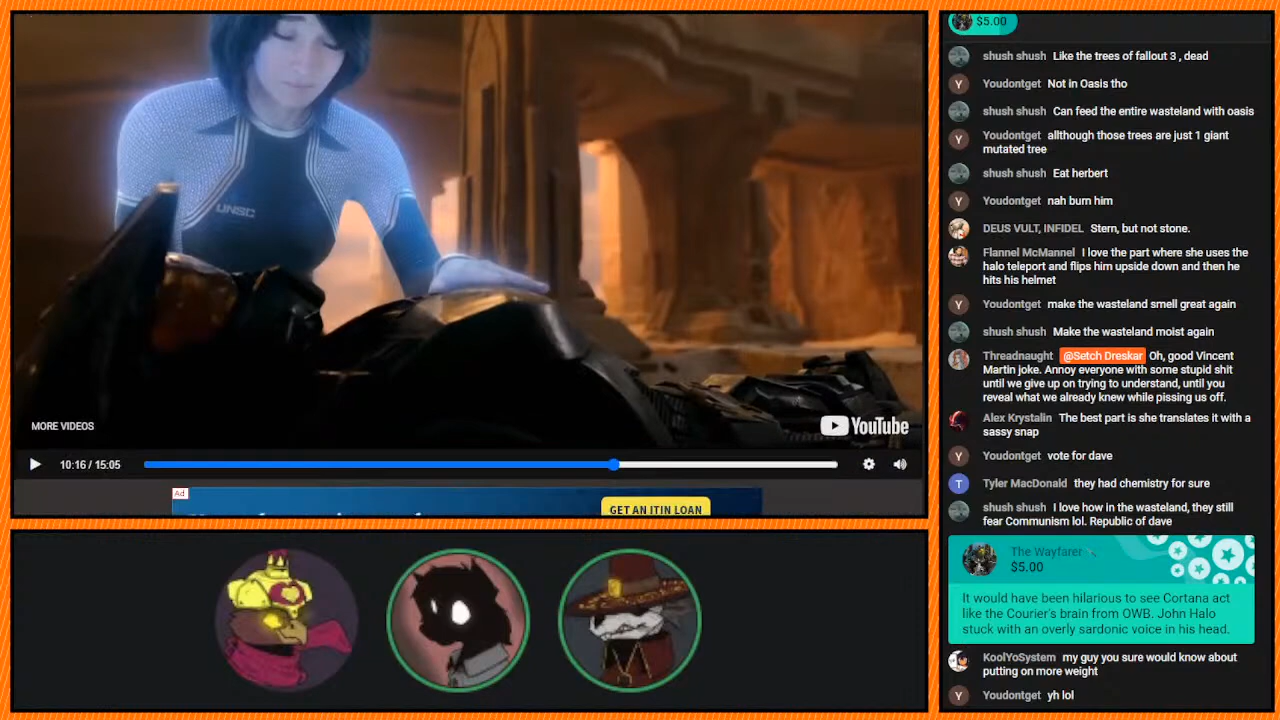 UNSC
MORE VIDEOS
YouTube
10:16 / 15:05
Ad
GET AN ITIN LOAN
$5.00
shush shush Like the trees of fallout 3 , dead
Y Youdontget Not in Oasis tho
shush shush Can feed the entire wasteland with oasis
Y Youdontget allthough those trees are just 1 giant
mutated tree
shush shush Eat herbert
Y Youdontget nah burn him
DEUS VULT, INFIDEL Stern, but not stone.
Flannel McMannel I love the part where she uses the
halo teleport and flips him upside down and then he
hits his helmet
Y Youdontget make the wasteland smell great again
shush shush Make the wasteland moist again
Threadnaught @Setch Dreskar Oh, good Vincent
Martin joke. Annoy everyone with some stupid shit
until we give up on trying to understand, until you
reveal what we already knew while pissing us off.
Alex Krystalin The best part is she translates it with a
sassy snap
Y Youdontget vote for dave
T Tyler MacDonald they had chemistry for sure
shush shush I love how in the wasteland, they still
fear Communism lol. Republic of dave
The Wayfarer
$5.00
It would have been hilarious to see Cortana act
like the Courier's brain from OWB. John Halo
stuck with an overly sardonic voice in his head.
KoolYoSystem my guy you sure would know about
putting on more weight
Y Youdontget yh lol